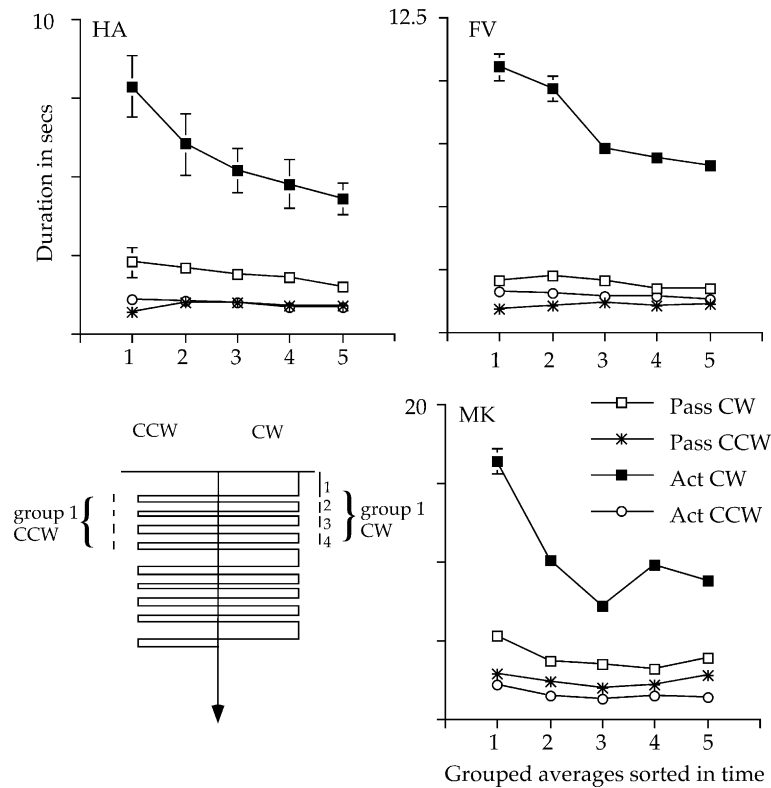 10
HA
Duration in secs
1 2 3 4 5
12.5
FV
1 2 3 4 5
CCW CW
group 1
CCW
1
2
3
4
group 1
CW
20
MK
Pass CW
Pass CCW
Act CW
Act CCW
1 2 3 4 5
Grouped averages sorted in time